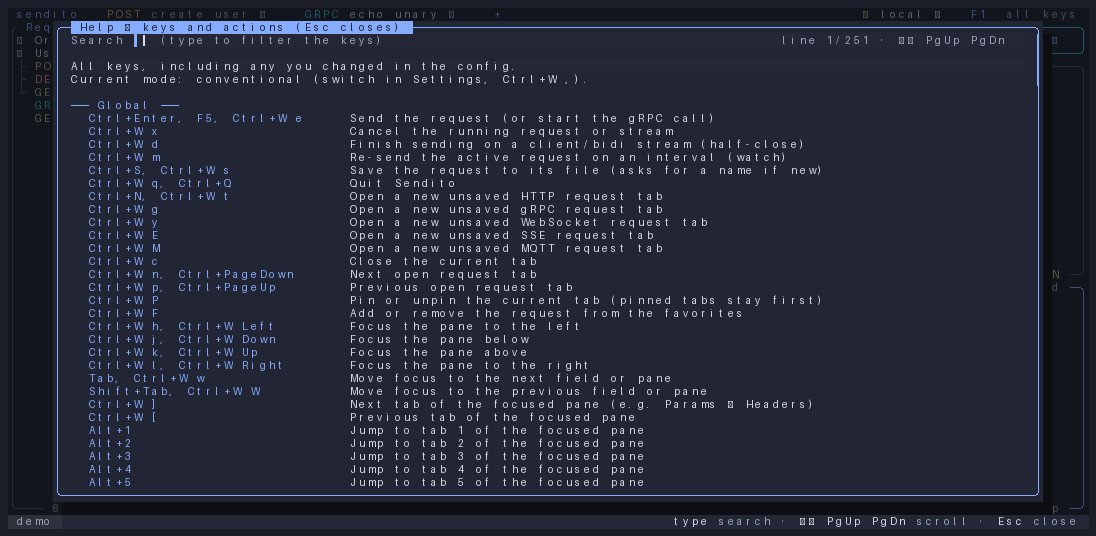 sendito POST create user GRPC echo unary + local F1 all keys
Help keys and actions (Esc closes)
Req
Search (type to filter the keys) line 1/251 · PgUp PgDn
Or
Us
PO
DE
GE
GR
GE
All keys, including any you changed in the config.
Current mode: conventional (switch in Settings, Ctrl+W ,).
Global
Ctrl+Enter, F5, Ctrl+W e Send the request (or start the gRPC call)
Ctrl+W x Cancel the running request or stream
Ctrl+W d Finish sending on a client/bidi stream (half-close)
Ctrl+W m Re-send the active request on an interval (watch)
Ctrl+S, Ctrl+W s Save the request to its file (asks for a name if new)
Ctrl+W q, Ctrl+Q Quit Sendito
Ctrl+N, Ctrl+W t Open a new unsaved HTTP request tab
Ctrl+W g Open a new unsaved gRPC request tab
Ctrl+W y Open a new unsaved WebSocket request tab
Ctrl+W E Open a new unsaved SSE request tab
Ctrl+W M Open a new unsaved MQTT request tab
Ctrl+W c Close the current tab
Ctrl+W n, Ctrl+PageDown Next open request tab
Ctrl+W p, Ctrl+PageUp Previous open request tab
Ctrl+W P Pin or unpin the current tab (pinned tabs stay first)
Ctrl+W F Add or remove the request from the favorites
Ctrl+W h, Ctrl+W Left Focus the pane to the left
Ctrl+W j, Ctrl+W Down Focus the pane below
Ctrl+W k, Ctrl+W Up Focus the pane above
Ctrl+W l, Ctrl+W Right Focus the pane to the right
Tab, Ctrl+W w Move focus to the next field or pane
Shift+Tab, Ctrl+W W Move focus to the previous field or pane
Ctrl+W ] Next tab of the focused pane (e.g. Params Headers)
Ctrl+W [ Previous tab of the focused pane
Alt+1 Jump to tab 1 of the focused pane
Alt+2 Jump to tab 2 of the focused pane
Alt+3 Jump to tab 3 of the focused pane
Alt+4 Jump to tab 4 of the focused pane
Alt+5 Jump to tab 5 of the focused pane
N
d
6 p
demo type search · PgUp PgDn scroll · Esc close